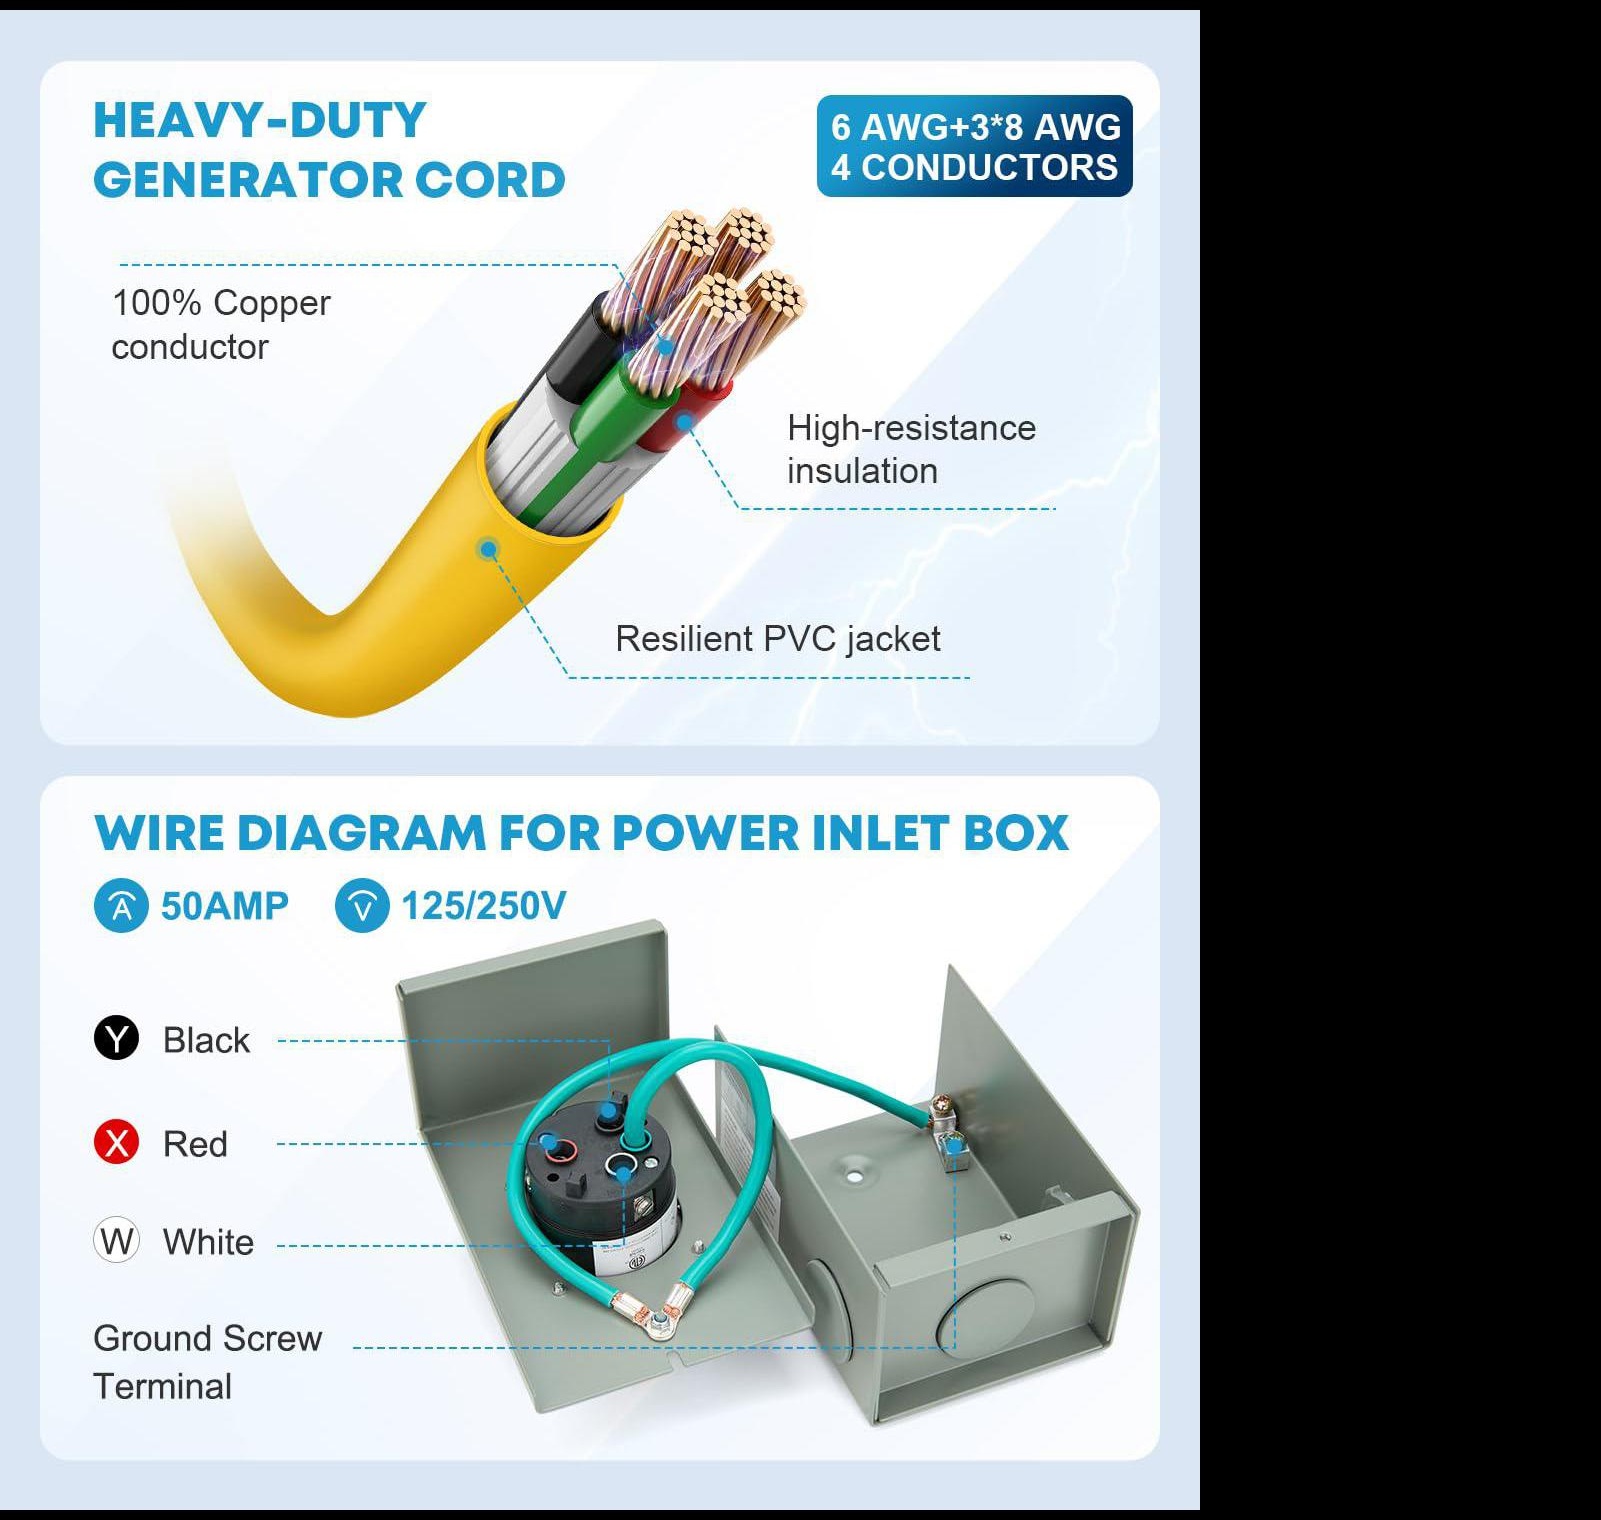 HEAVY-DUTY
GENERATOR CORD
6 AWG+3*8 AWG
4 CONDUCTORS
100% Copper
conductor
High-resistance
insulation
Resilient PVC jacket
WIRE DIAGRAM FOR POWER INLET BOX
A 50AMP V 125/250V
Y Black
X Red
W White
Ground Screw
Terminal